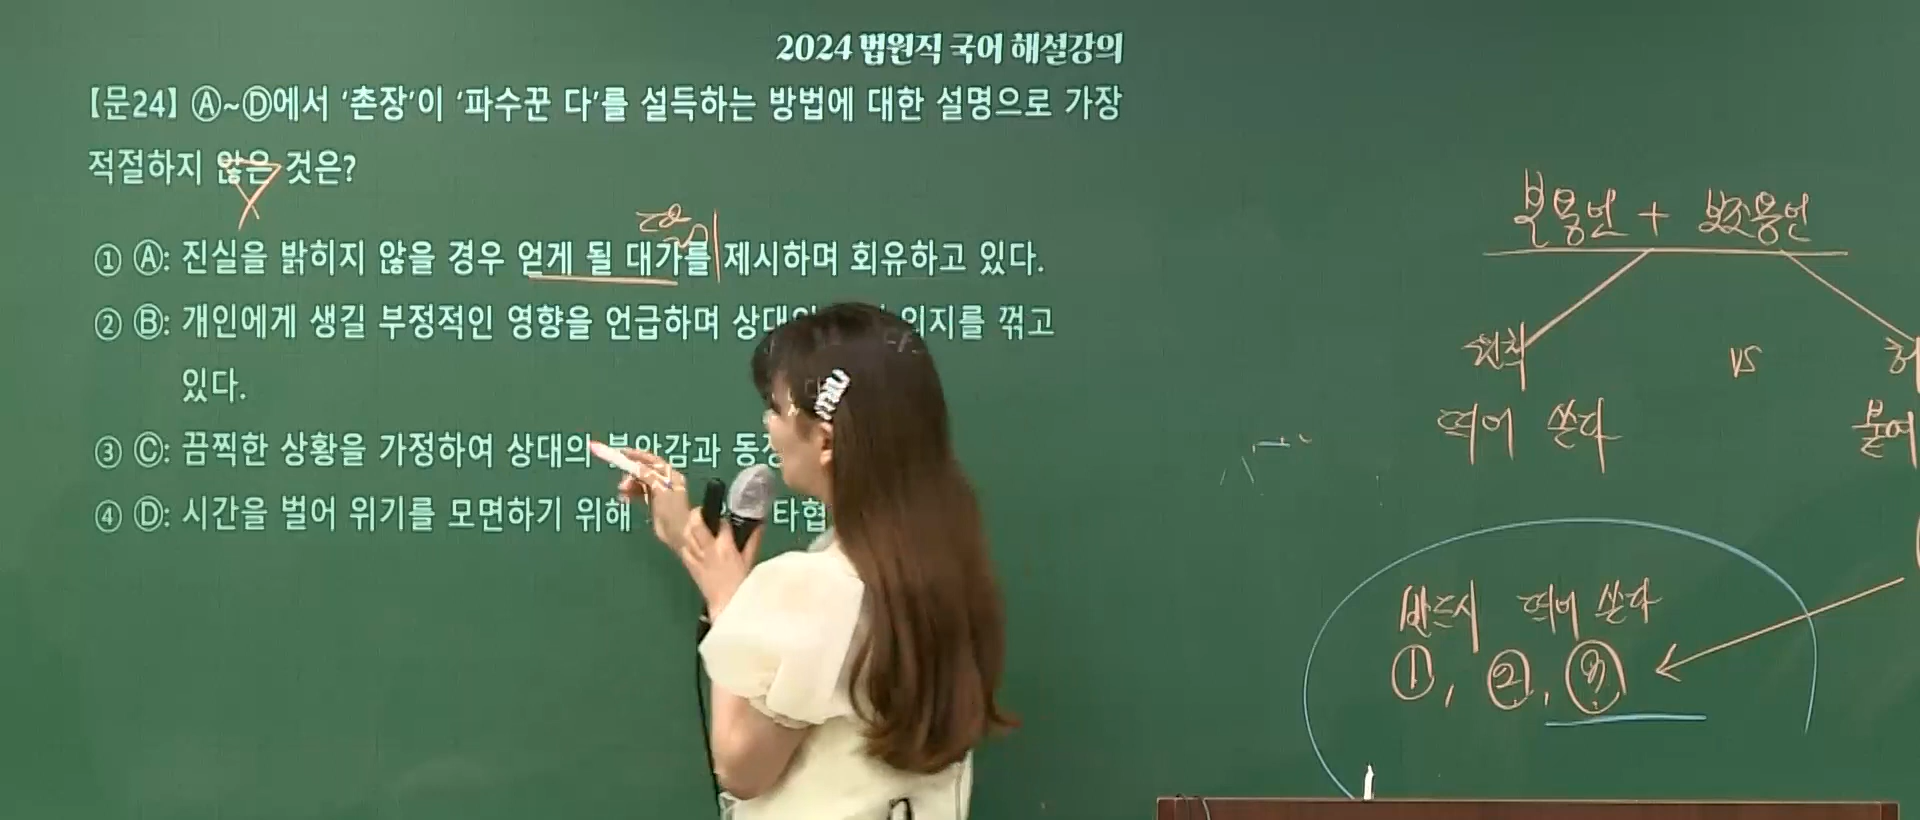 2024 법원직 국어 해설강의
【문24】 Ⓐ~Ⓓ에서 ‘촌장’이 ‘파수꾼 다’를 설득하는 방법에 대한 설명으로 가장
적절하지 않은 것은?
① Ⓐ: 진실을 밝히지 않을 경우 얻게 될 대가를 제시하며 회유하고 있다.
② Ⓑ: 개인에게 생길 부정적인 영향을 언급하며 상대의 의지를 꺾고
있다.
③ Ⓒ: 끔찍한 상황을 가정하여 상대의 불안감과
④ Ⓓ: 시간을 벌어 위기를 모면하기 위해 타협
본용언 + 보조용언
원칙 vs 허
띄어 쓴다 붙여
반드시 띄어 쓴다
①, ②, ③